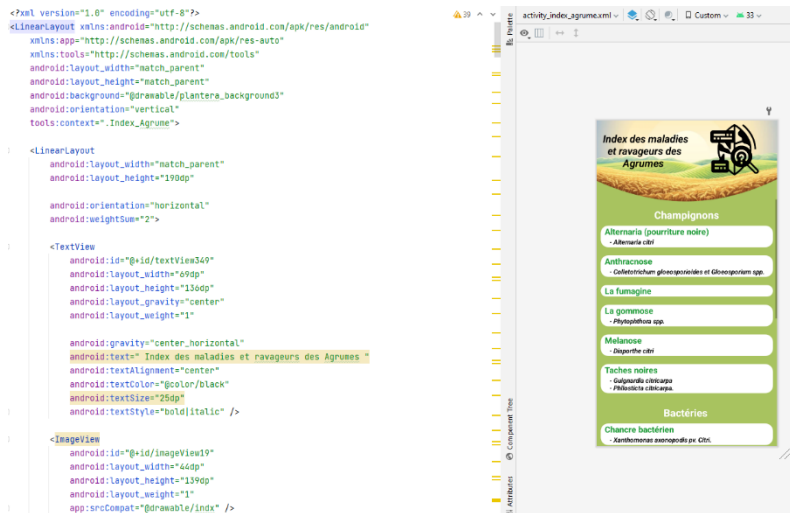 <?xml version="1.0" encoding="utf-8"?>
<LinearLayout xmlns:android="http://schemas.android.com/apk/res/android"
xmlns:app="http://schemas.android.com/apk/res-auto"
xmlns:tools="http://schemas.android.com/tools"
android:layout_width="match_parent"
android:layout_height="match_parent"
android:background="@drawable/plantera_background3"
android:orientation="vertical"
tools:context=".Index_Agrume">
<LinearLayout
android:layout_width="match_parent"
android:layout_height="190dp"
android:orientation="horizontal"
android:weightSum="2">
<TextView
android:id="@+id/textView349"
android:layout_width="69dp"
android:layout_height="136dp"
android:layout_gravity="center"
android:layout_weight="1"
android:gravity="center_horizontal"
android:text=" Index des maladies et ravageurs des Agrumes "
android:textAlignment="center"
android:textColor="@color/black"
android:textSize="25dp"
android:textStyle="bold|italic" />
<ImageView
android:id="@+id/imageView19"
android:layout_width="44dp"
android:layout_height="139dp"
android:layout_weight="1"
app:srcCompat="@drawable/indx" />
39
Palette
Component Tree
Attributes
activity_index_agrume.xml
Custom
33
Index des maladies
et ravageurs des
Agrumes
Champignons
Alternaria (pourriture noire)
- Alternaria citri
Anthracnose
- Colletotrichum gloeosporioides et Gloeosporium spp.
La fumagine
La gommose
- Phytophthora spp.
Melanose
- Diaporthe citri
Taches noires
- Guignardia citricarpa
- Phillosticta citricarpa.
Bactéries
Chancre bactérien
- Xanthomonas axonopodis pv. Citri.